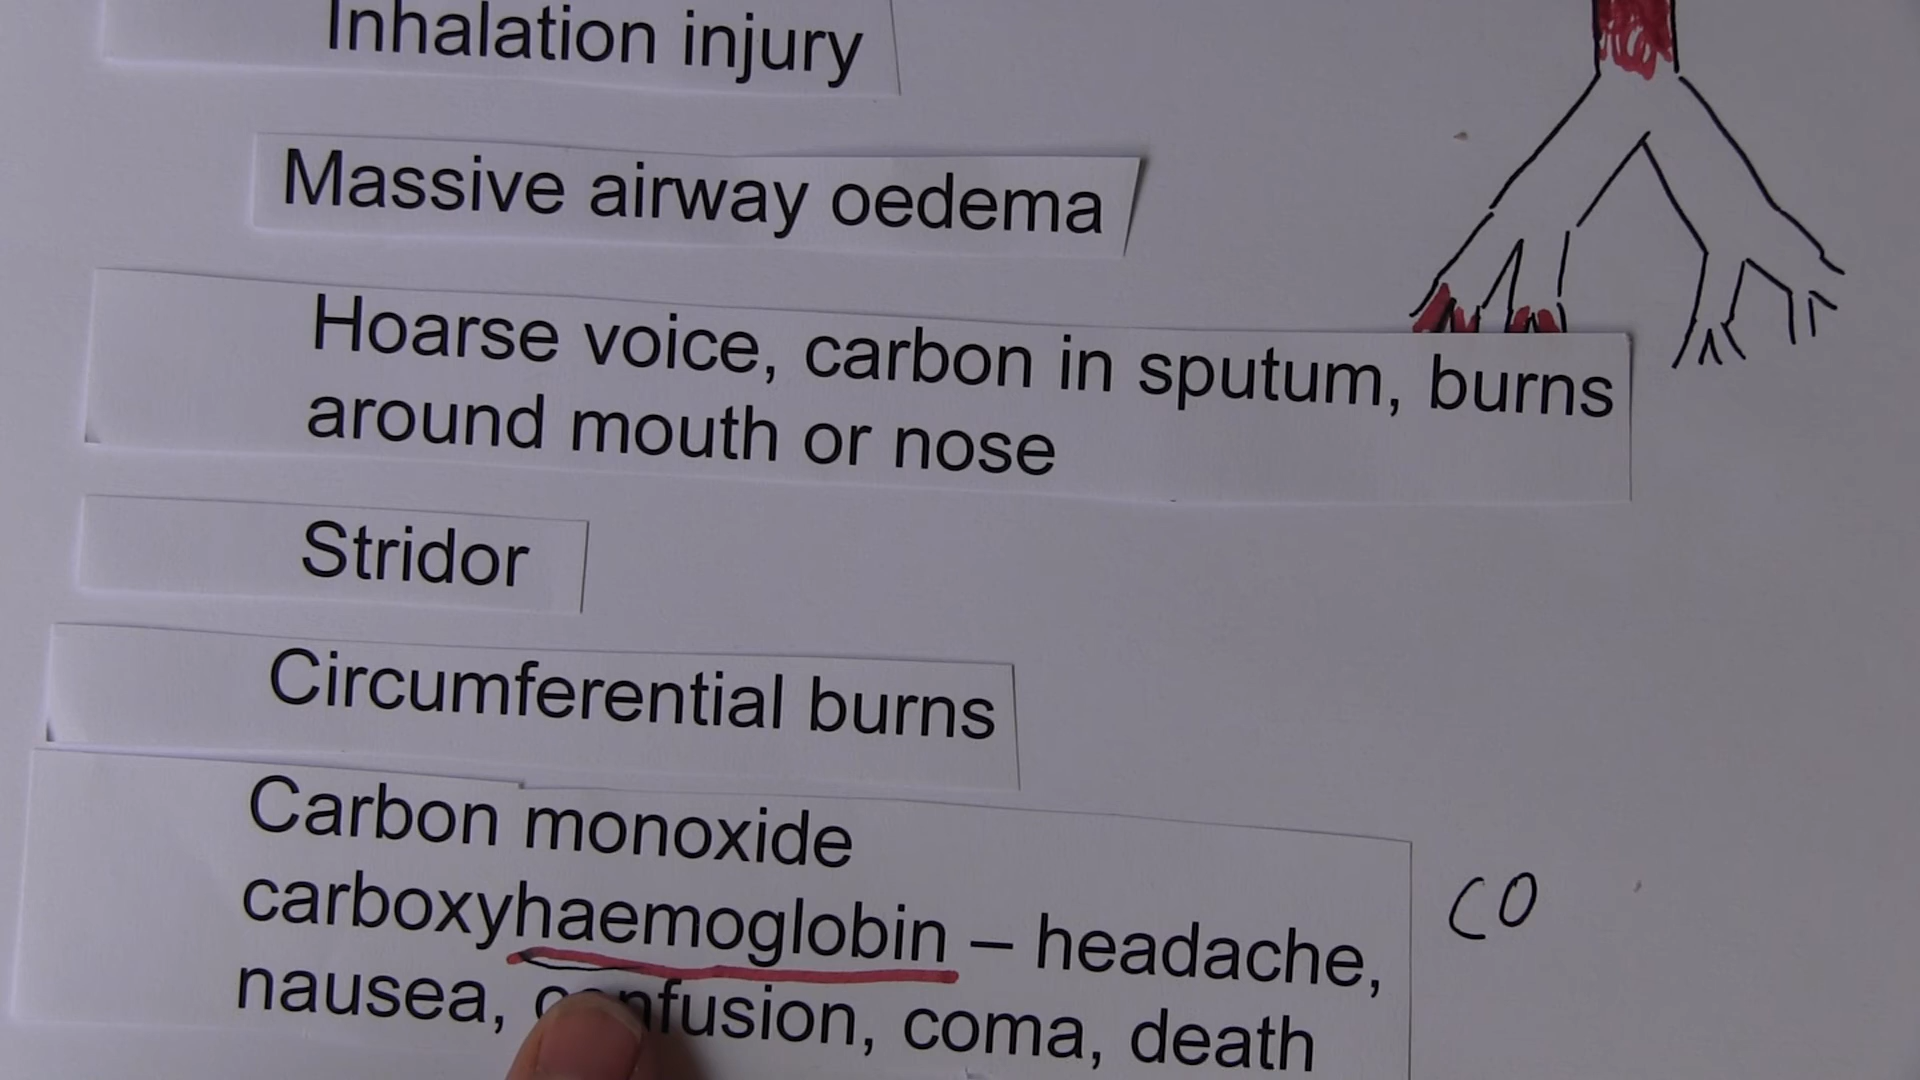 Inhalation injury
Massive airway oedema
Hoarse voice, carbon in sputum, burns
around mouth or nose
Stridor
Circumferential burns
Carbon monoxide
carboxyhaemoglobin – headache,
CO
nausea, confusion, coma, death